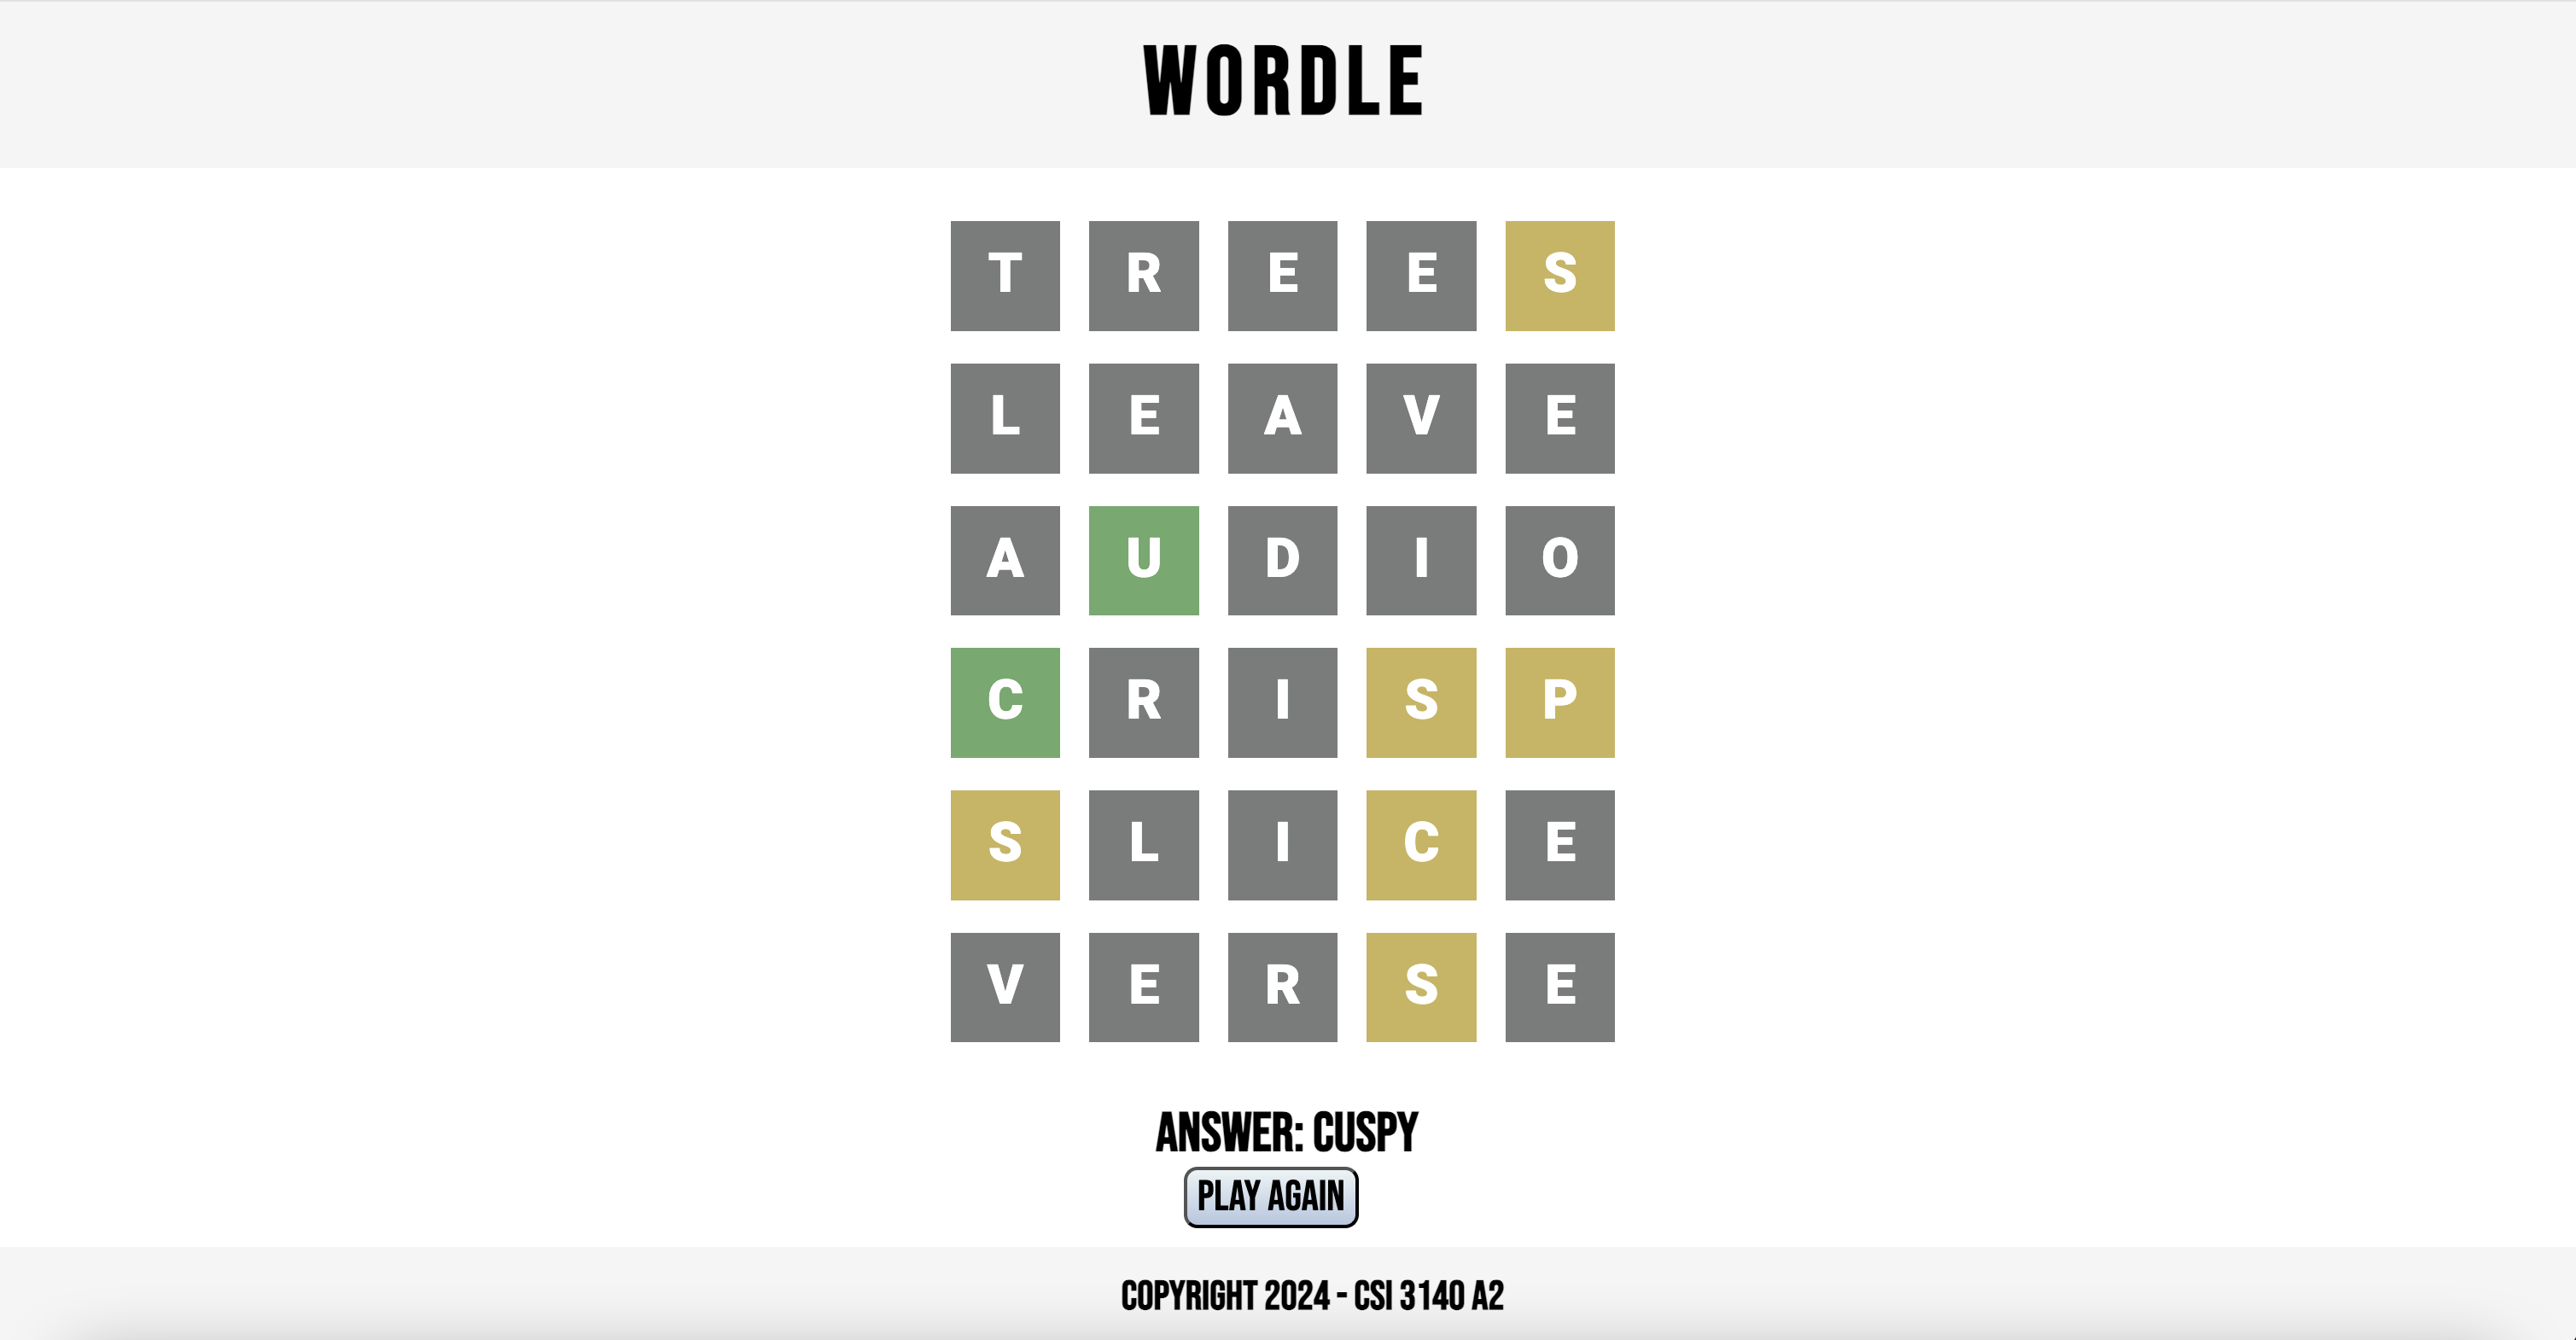 WORDLE
T R E E S
L E A V E
A U D I O
C R I S P
S L I C E
V E R S E
ANSWER: CUSPY
PLAY AGAIN
COPYRIGHT 2024 - CSI 3140 A2